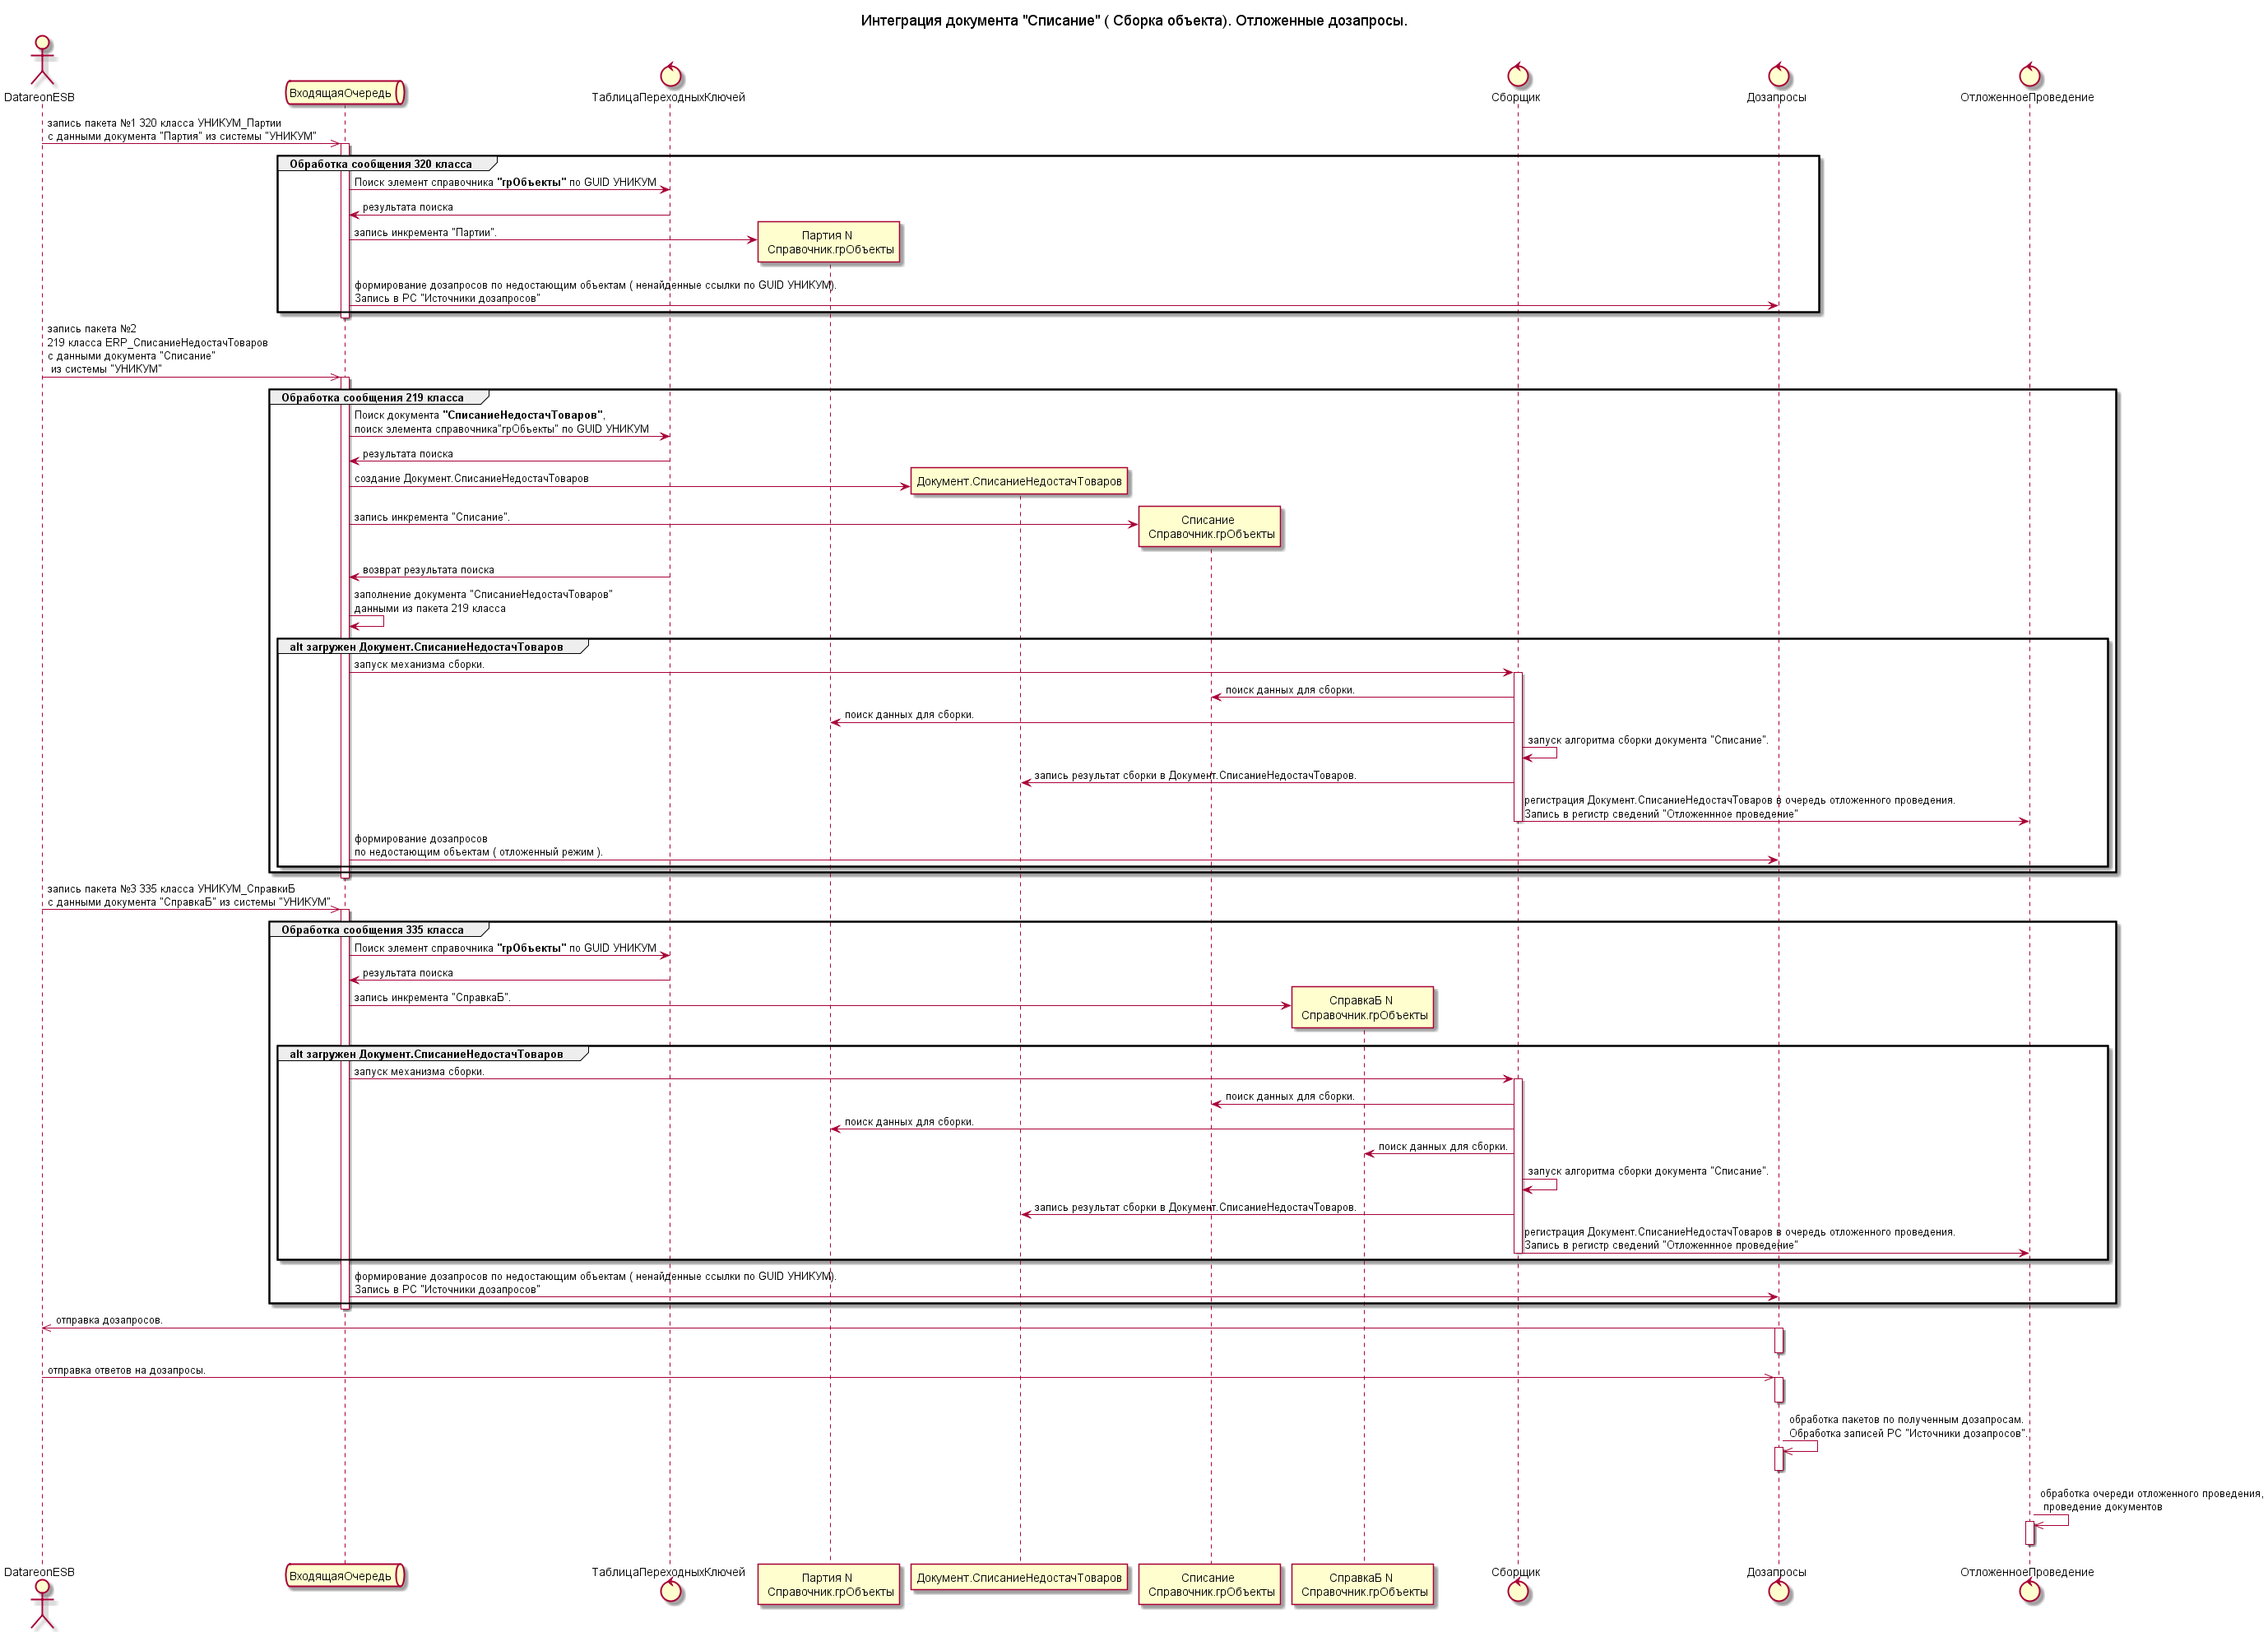 Интеграция документа "Списание" ( Сборка объекта). Отложенные дозапросы.
DatareonESB
ВходящаяОчередь
ТаблицаПереходныхКлючей
Сборщик
Дозапросы
ОтложенноеПроведение
запись пакета №1 320 класса УНИКУМ_Партии
с данными документа "Партия" из системы "УНИКУМ"
Обработка сообщения 320 класса
Поиск элемент справочника "грОбъекты" по GUID УНИКУМ
результата поиска
запись инкремента "Партии".
Партия N
Справочник.грОбъекты
формирование дозапросов по недостающим объектам ( ненайденные ссылки по GUID УНИКУМ).
Запись в РС "Источники дозапросов"
запись пакета №2
219 класса ERP_СписаниеНедостачТоваров
с данными документа "Списание"
из системы "УНИКУМ"
Обработка сообщения 219 класса
Поиск документа "СписаниеНедостачТоваров",
поиск элемента справочника"грОбъекты" по GUID УНИКУМ
результата поиска
создание Документ.СписаниеНедостачТоваров
Документ.СписаниеНедостачТоваров
запись инкремента "Списание".
Списание
Справочник.грОбъекты
возврат результата поиска
заполнение документа "СписаниеНедостачТоваров"
данными из пакета 219 класса
alt загружен Документ.СписаниеНедостачТоваров
запуск механизма сборки.
поиск данных для сборки.
поиск данных для сборки.
запуск алгоритма сборки документа "Списание".
запись результат сборки в Документ.СписаниеНедостачТоваров.
регистрация Документ.СписаниеНедостачТоваров в очередь отложенного проведения.
Запись в регистр сведений "Отложеннное проведение"
формирование дозапросов
по недостающим объектам ( отложенный режим ).
запись пакета №3 335 класса УНИКУМ_СправкиБ
с данными документа "СправкаБ" из системы "УНИКУМ"
Обработка сообщения 335 класса
Поиск элемент справочника "грОбъекты" по GUID УНИКУМ
результата поиска
запись инкремента "СправкаБ".
СправкаБ N
Справочник.грОбъекты
alt загружен Документ.СписаниеНедостачТоваров
запуск механизма сборки.
поиск данных для сборки.
поиск данных для сборки.
поиск данных для сборки.
запуск алгоритма сборки документа "Списание".
запись результат сборки в Документ.СписаниеНедостачТоваров.
регистрация Документ.СписаниеНедостачТоваров в очередь отложенного проведения.
Запись в регистр сведений "Отложеннное проведение"
формирование дозапросов по недостающим объектам ( ненайденные ссылки по GUID УНИКУМ).
Запись в РС "Источники дозапросов"
отправка дозапросов.
отправка ответов на дозапросы.
обработка пакетов по полученным дозапросам.
Обработка записей РС "Источники дозапросов".
обработка очереди отложенного проведения,
проведение документов
DatareonESB
ВходящаяОчередь
ТаблицаПереходныхКлючей
Партия N
Справочник.грОбъекты
Документ.СписаниеНедостачТоваров
Списание
Справочник.грОбъекты
СправкаБ N
Справочник.грОбъекты
Сборщик
Дозапросы
ОтложенноеПроведение